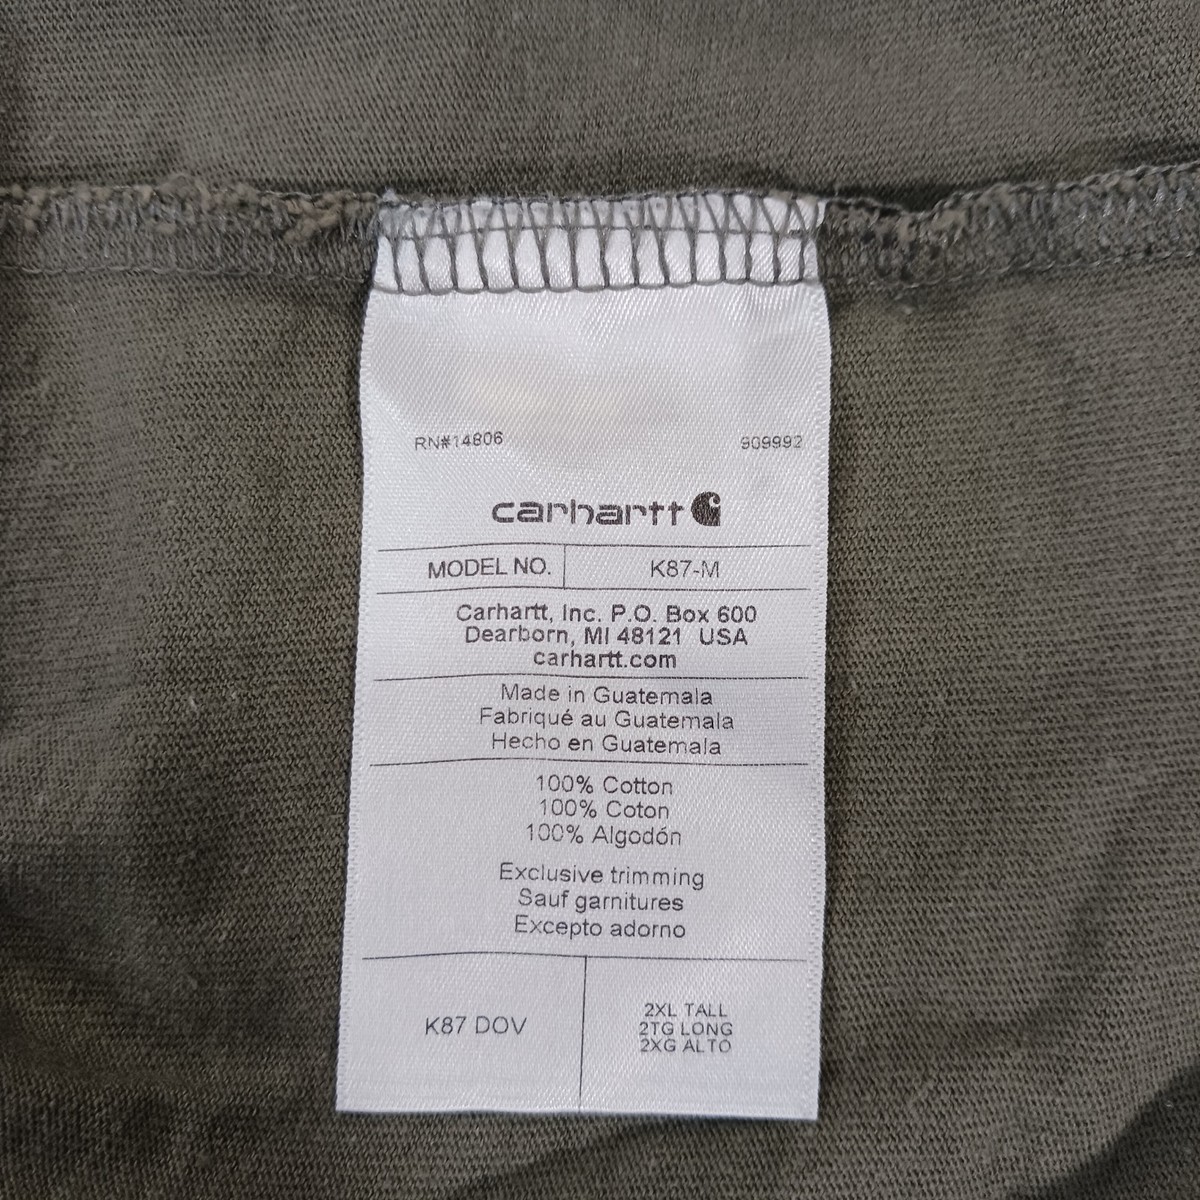 RN#14806 909992
carhartt
MODEL NO. K87-M
Carhartt, Inc. P.O. Box 600
Dearborn, MI 48121 USA
carhartt.com
Made in Guatemala
Fabriqué au Guatemala
Hecho en Guatemala
100% Cotton
100% Coton
100% Algodón
Exclusive trimming
Sauf garnitures
Excepto adorno
K87 DOV
2XL TALL
2TG LONG
2XG ALTO